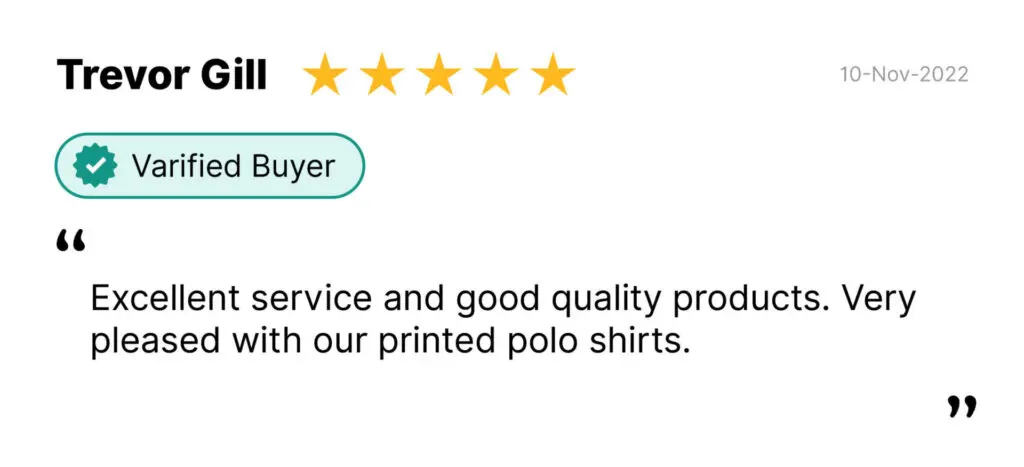 Trevor Gill
10-Nov-2022
Varified Buyer
“
Excellent service and good quality products. Very
pleased with our printed polo shirts.
”